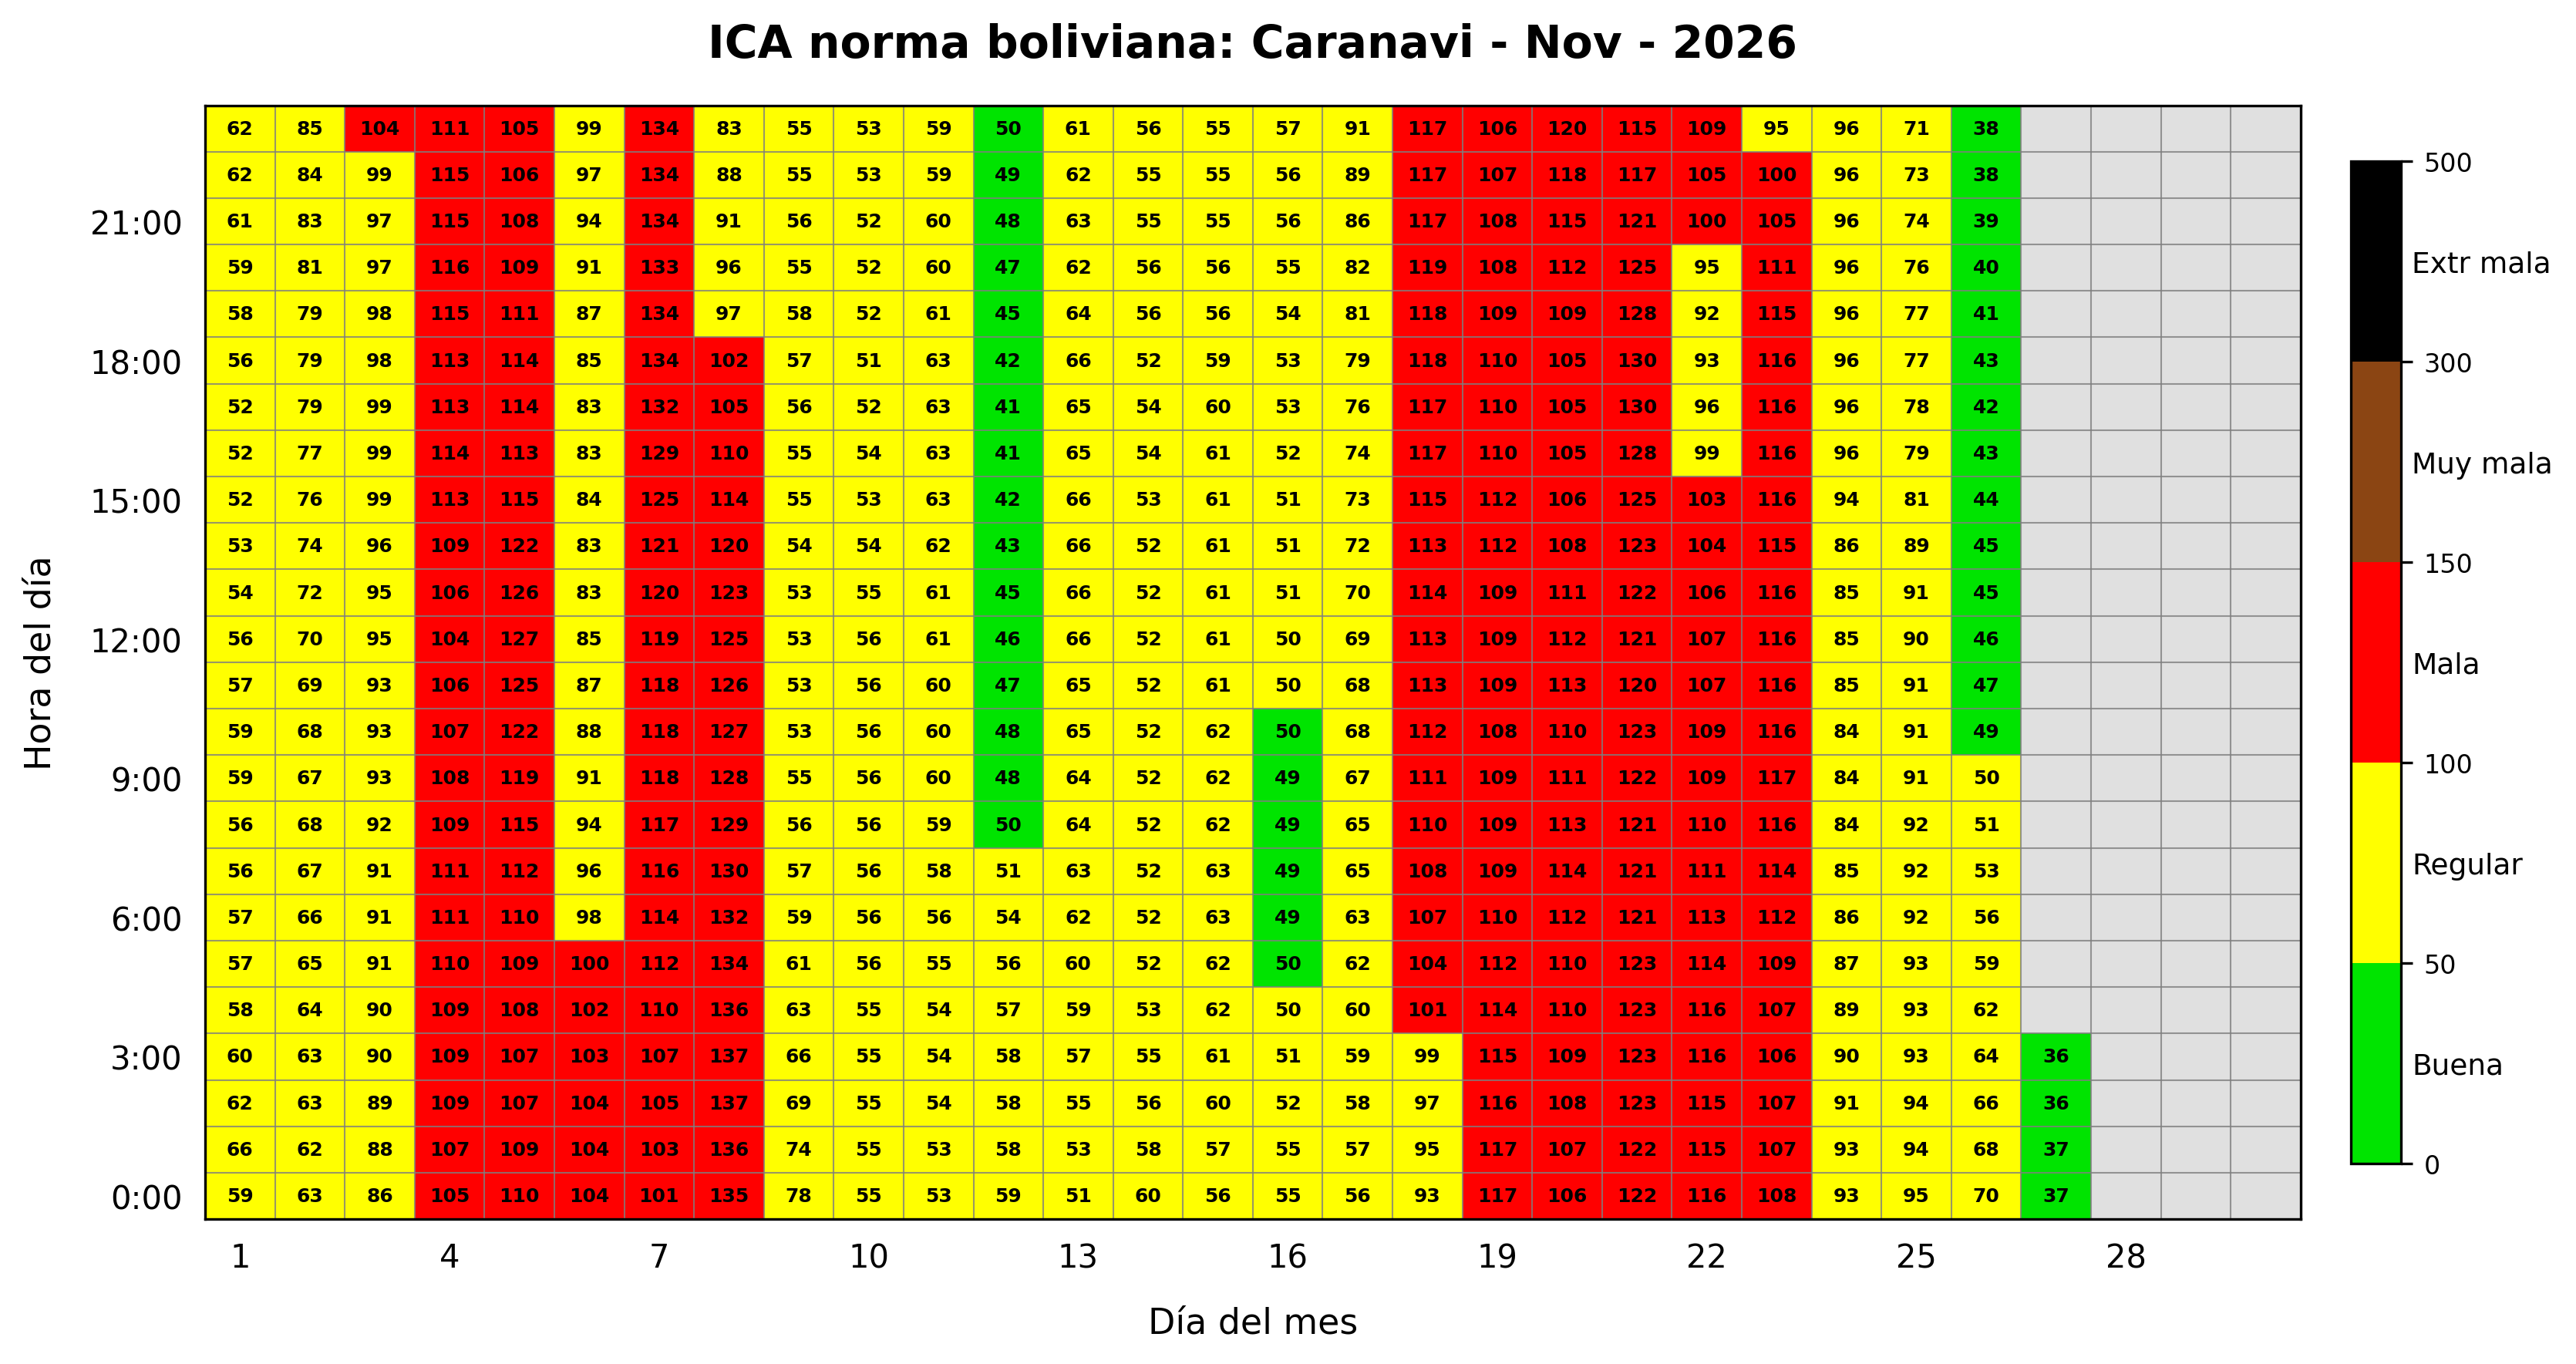 ICA norma boliviana: Caranavi - Nov - 2026
62 85 104 111 105 99 134 83 55 53 59 50 61 56 55 57 91 117 106 120 115 109 95 96 71 38
62 84 99 115 106 97 134 88 55 53 59 49 62 55 55 56 89 117 107 118 117 105 100 96 73 38
21:00 61 83 97 115 108 94 134 91 56 52 60 48 63 55 55 56 86 117 108 115 121 100 105 96 74 39
59 81 97 116 109 91 133 96 55 52 60 47 62 56 56 55 82 119 108 112 125 95 111 96 76 40
58 79 98 115 111 87 134 97 58 52 61 45 64 56 56 54 81 118 109 109 128 92 115 96 77 41
18:00 56 79 98 113 114 85 134 102 57 51 63 42 66 52 59 53 79 118 110 105 130 93 116 96 77 43
52 79 99 113 114 83 132 105 56 52 63 41 65 54 60 53 76 117 110 105 130 96 116 96 78 42
52 77 99 114 113 83 129 110 55 54 63 41 65 54 61 52 74 117 110 105 128 99 116 96 79 43
15:00 52 76 99 113 115 84 125 114 55 53 63 42 66 53 61 51 73 115 112 106 125 103 116 94 81 44
53 74 96 109 122 83 121 120 54 54 62 43 66 52 61 51 72 113 112 108 123 104 115 86 89 45
54 72 95 106 126 83 120 123 53 55 61 45 66 52 61 51 70 114 109 111 122 106 116 85 91 45
12:00 56 70 95 104 127 85 119 125 53 56 61 46 66 52 61 50 69 113 109 112 121 107 116 85 90 46
57 69 93 106 125 87 118 126 53 56 60 47 65 52 61 50 68 113 109 113 120 107 116 85 91 47
59 68 93 107 122 88 118 127 53 56 60 48 65 52 62 50 68 112 108 110 123 109 116 84 91 49
9:00 59 67 93 108 119 91 118 128 55 56 60 48 64 52 62 49 67 111 109 111 122 109 117 84 91 50
56 68 92 109 115 94 117 129 56 56 59 50 64 52 62 49 65 110 109 113 121 110 116 84 92 51
56 67 91 111 112 96 116 130 57 56 58 51 63 52 63 49 65 108 109 114 121 111 114 85 92 53
6:00 57 66 91 111 110 98 114 132 59 56 56 54 62 52 63 49 63 107 110 112 121 113 112 86 92 56
57 65 91 110 109 100 112 134 61 56 55 56 60 52 62 50 62 104 112 110 123 114 109 87 93 59
58 64 90 109 108 102 110 136 63 55 54 57 59 53 62 50 60 101 114 110 123 116 107 89 93 62
3:00 60 63 90 109 107 103 107 137 66 55 54 58 57 55 61 51 59 99 115 109 123 116 106 90 93 64 36
62 63 89 109 107 104 105 137 69 55 54 58 55 56 60 52 58 97 116 108 123 115 107 91 94 66 36
66 62 88 107 109 104 103 136 74 55 53 58 53 58 57 55 57 95 117 107 122 115 107 93 94 68 37
0:00 59 63 86 105 110 104 101 135 78 55 53 59 51 60 56 55 56 93 117 106 122 116 108 93 95 70 37
1 4 7 10 13 16 19 22 25 28
Día del mes
Hora del día
500
Extr mala
300
Muy mala
150
Mala
100
Regular
50
Buena
0